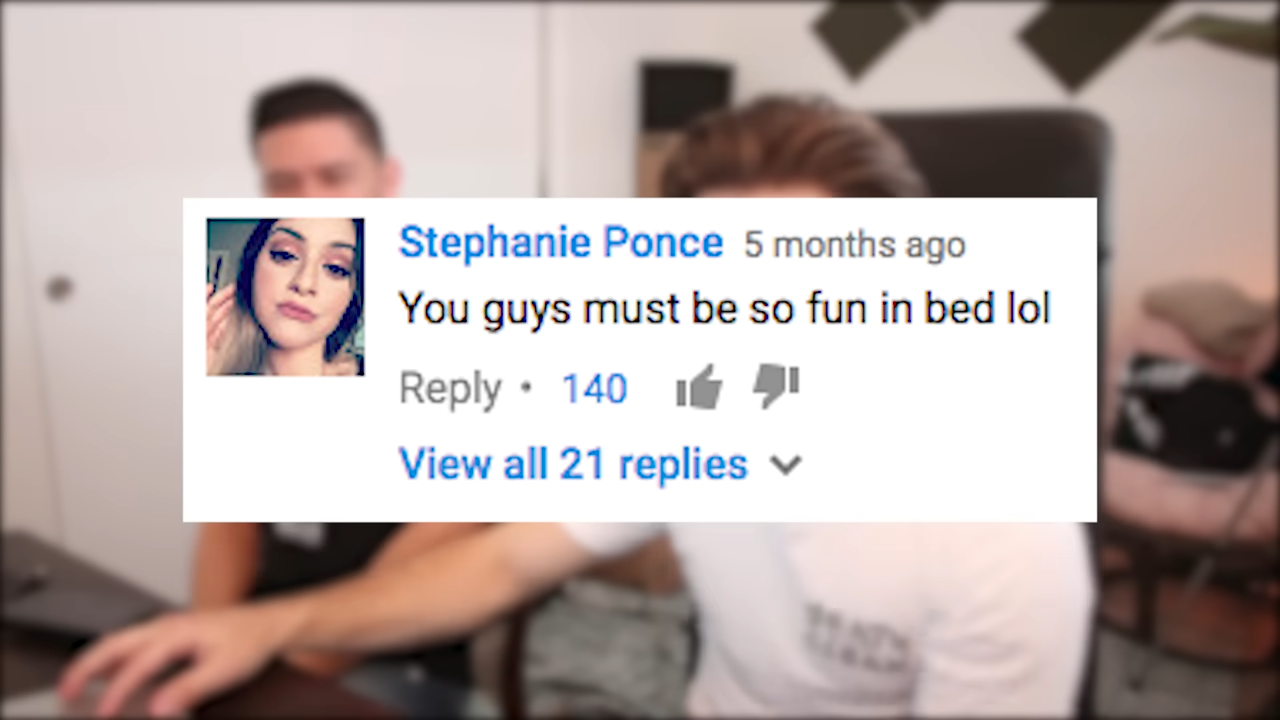 Stephanie Ponce 5 months ago
You guys must be so fun in bed lol
Reply • 140
View all 21 replies